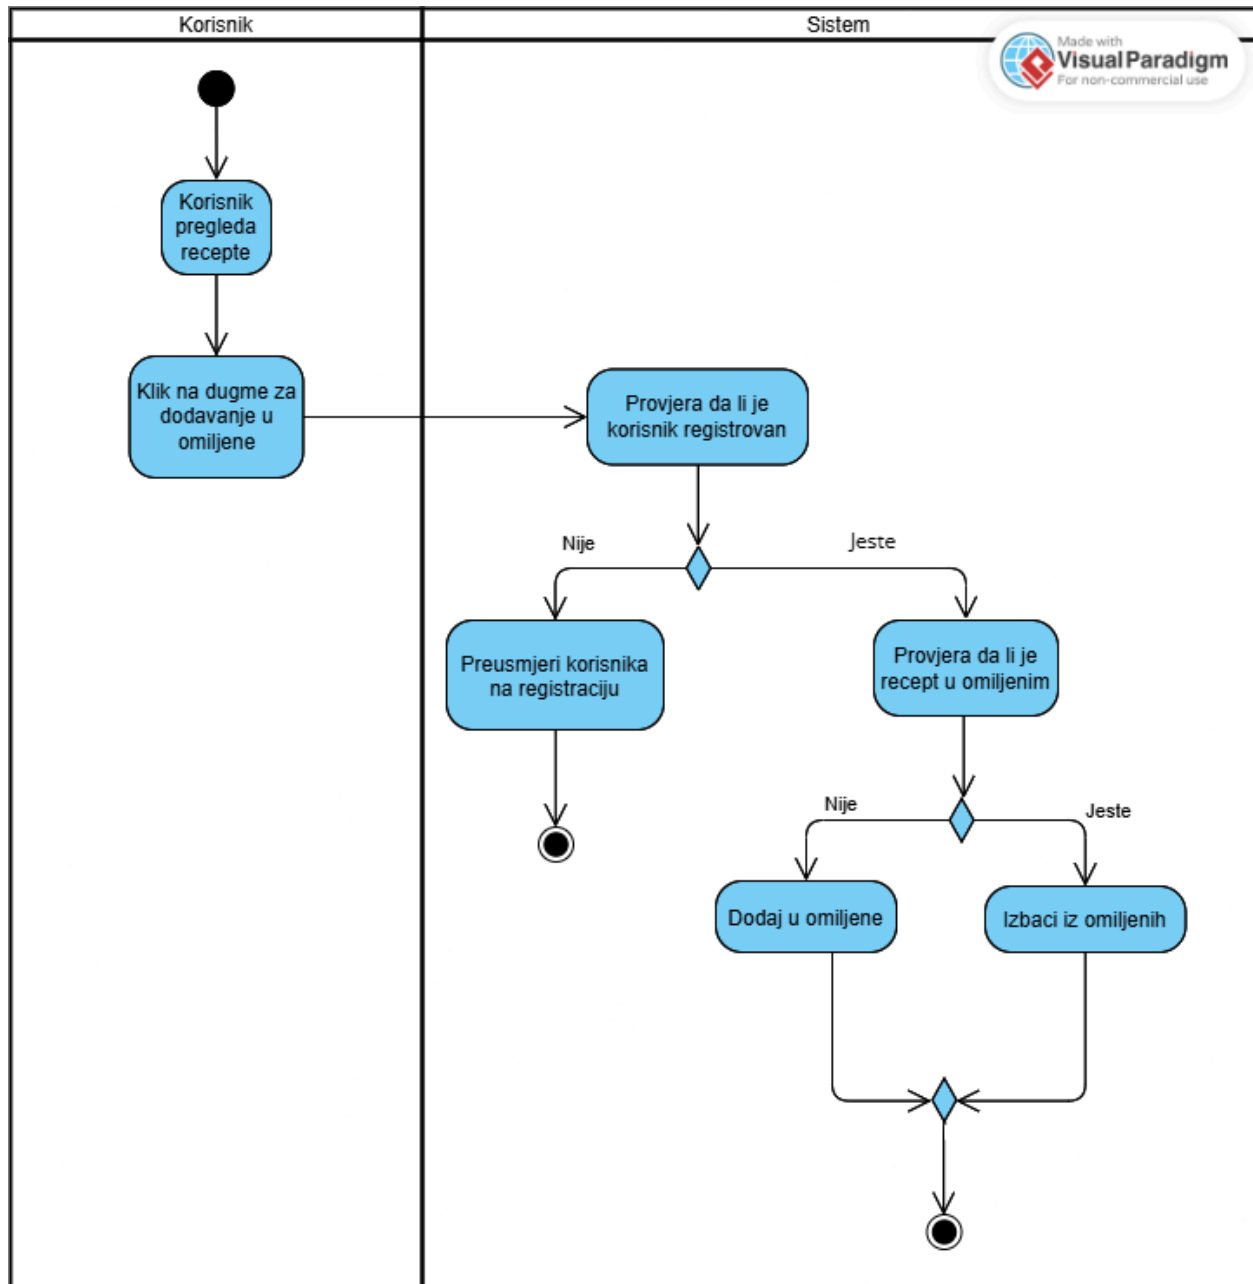 Korisnik
Sistem
Made with
Visual Paradigm
For non-commercial use
Korisnik
pregleda
recepte
Klik na dugme za
dodavanje u
omiljene
Provjera da li je
korisnik registrovan
Nije
Jeste
Preusmjeri korisnika
na registraciju
Provjera da li je
recept u omiljenim
Nije
Jeste
Dodaj u omiljene
Izbaci iz omiljenih